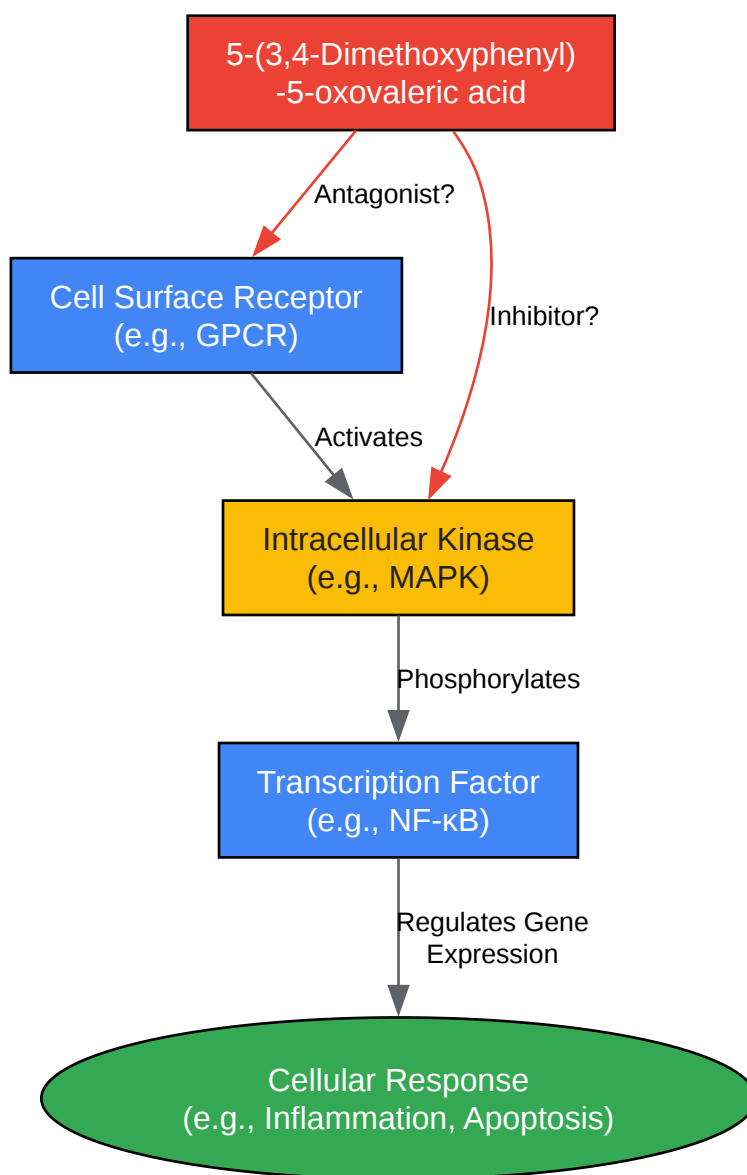 5-(3,4-Dimethoxyphenyl)
-5-oxovaleric acid
Antagonist?
Cell Surface Receptor
(e.g., GPCR)
Inhibitor?
Activates
Intracellular Kinase
(e.g., MAPK)
Phosphorylates
Transcription Factor
(e.g., NF-κB)
Regulates Gene
Expression
Cellular Response
(e.g., Inflammation, Apoptosis)